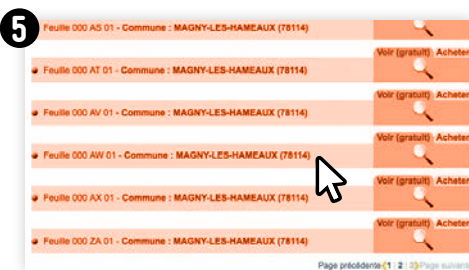 5
Feuille 000 AS 01 - Commune : MAGNY-LES-HAMEAUX (78114)
Voir (gratuit) Acheter
Feuille 000 AT 01 - Commune : MAGNY-LES-HAMEAUX (78114)
Voir (gratuit) Acheter
Feuille 000 AV 01 - Commune : MAGNY-LES-HAMEAUX (78114)
Voir (gratuit) Acheter
Feuille 000 AW 01 - Commune : MAGNY-LES-HAMEAUX (78114)
Voir (gratuit) Acheter
Feuille 000 AX 01 - Commune : MAGNY-LES-HAMEAUX (78114)
Voir (gratuit) Acheter
Feuille 000 ZA 01 - Commune : MAGNY-LES-HAMEAUX (78114)
Page précédente 1 | 2 | 3 Page suivante